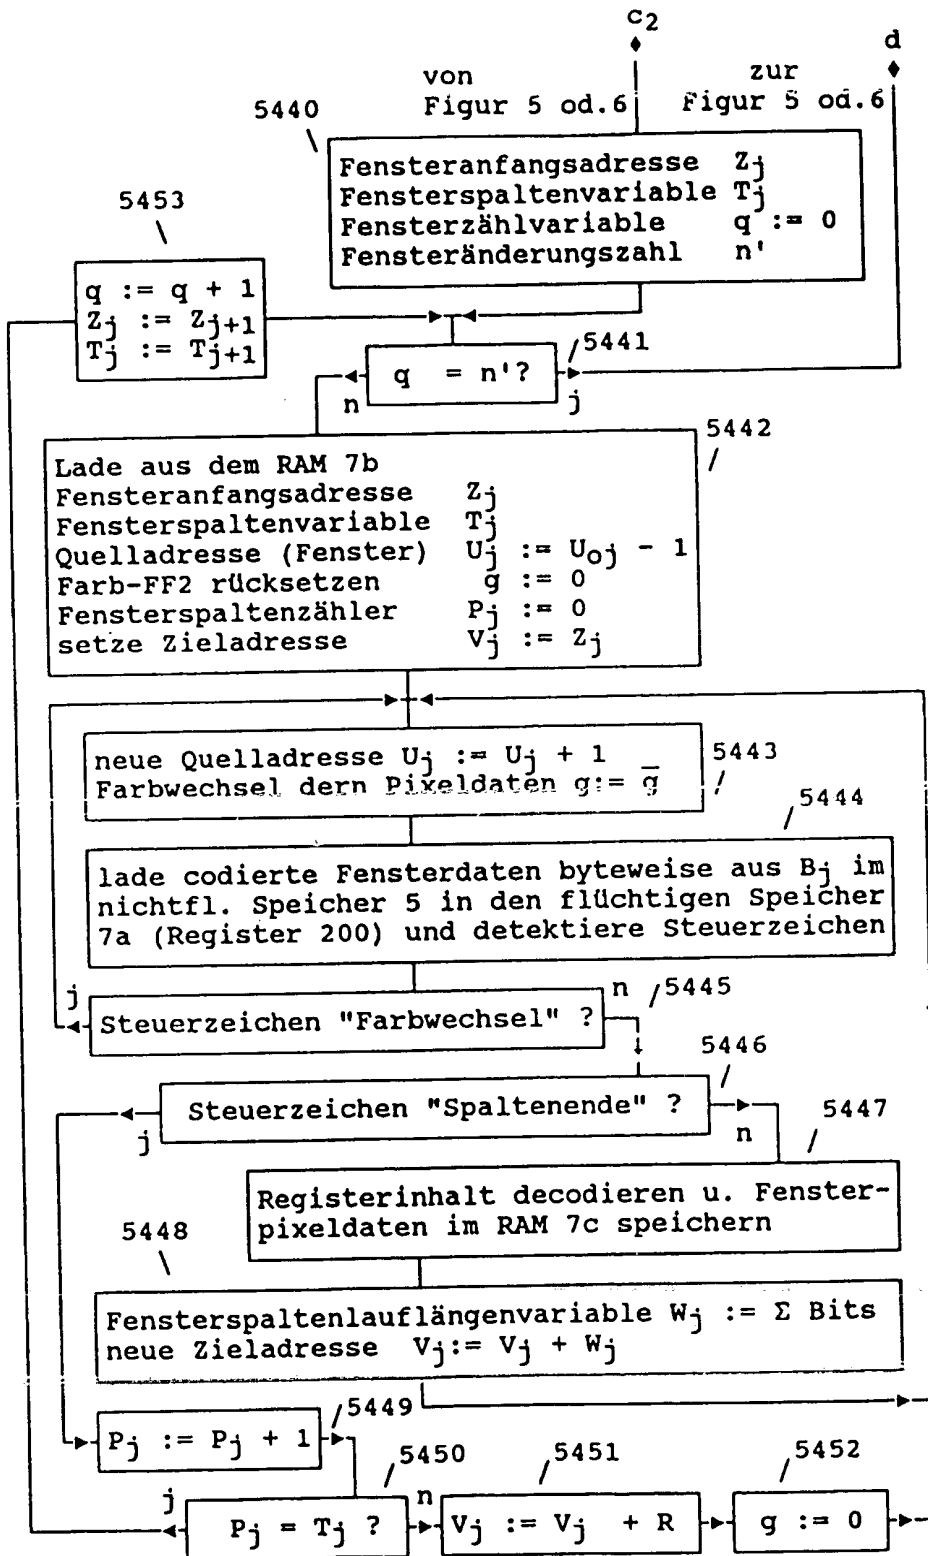 c2
d
von
Figur 5 od.6
zur
Figur 5 od.6
5440
Fensteranfangsadresse Zj
Fensterspaltenvariable Tj
Fensterzählvariable q := 0
Fensteränderungszahl n'
5453
q := q + 1
Zj := Zj+1
Tj := Tj+1
5441
q = n'?
n
j
5442
Lade aus dem RAM 7b
Fensteranfangsadresse Zj
Fensterspaltenvariable Tj
Quelladresse (Fenster) Uj := Uoj - 1
Farb-FF2 rücksetzen g := 0
Fensterspaltenzähler Pj := 0
setze Zieladresse Vj := Zj
5443
neue Quelladresse Uj := Uj + 1
Farbwechsel dern Pixeldaten g:= g̅
5444
lade codierte Fensterdaten byteweise aus Bj im
nichtfl. Speicher 5 in den flüchtigen Speicher
7a (Register 200) und detektiere Steuerzeichen
j
n
5445
Steuerzeichen "Farbwechsel" ?
5446
Steuerzeichen "Spaltenende" ?
j
n
5447
Registerinhalt decodieren u. Fenster-
pixeldaten im RAM 7c speichern
5448
Fensterspaltenlauflängenvariable Wj := Σ Bits
neue Zieladresse Vj:= Vj + Wj
5449
Pj := Pj + 1
5450
j
Pj = Tj ?
n
5451
Vj := Vj + R
5452
g := 0